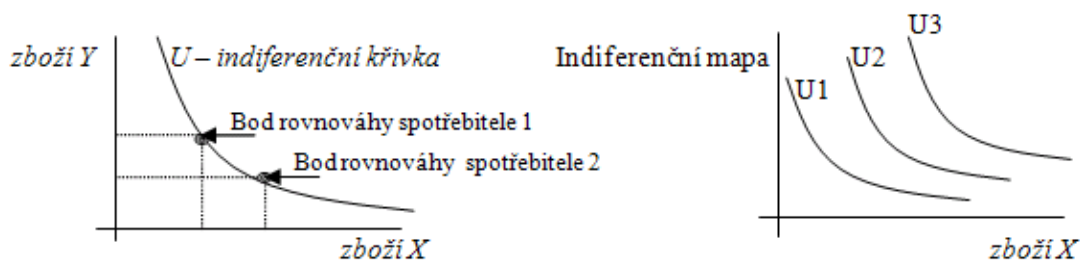 zboží Y
U – indiferenční křivka
Bod rovnováhy spotřebitele 1
Bod rovnováhy spotřebitele 2
zboží X
Indiferenční mapa
U1
U2
U3
zboží X